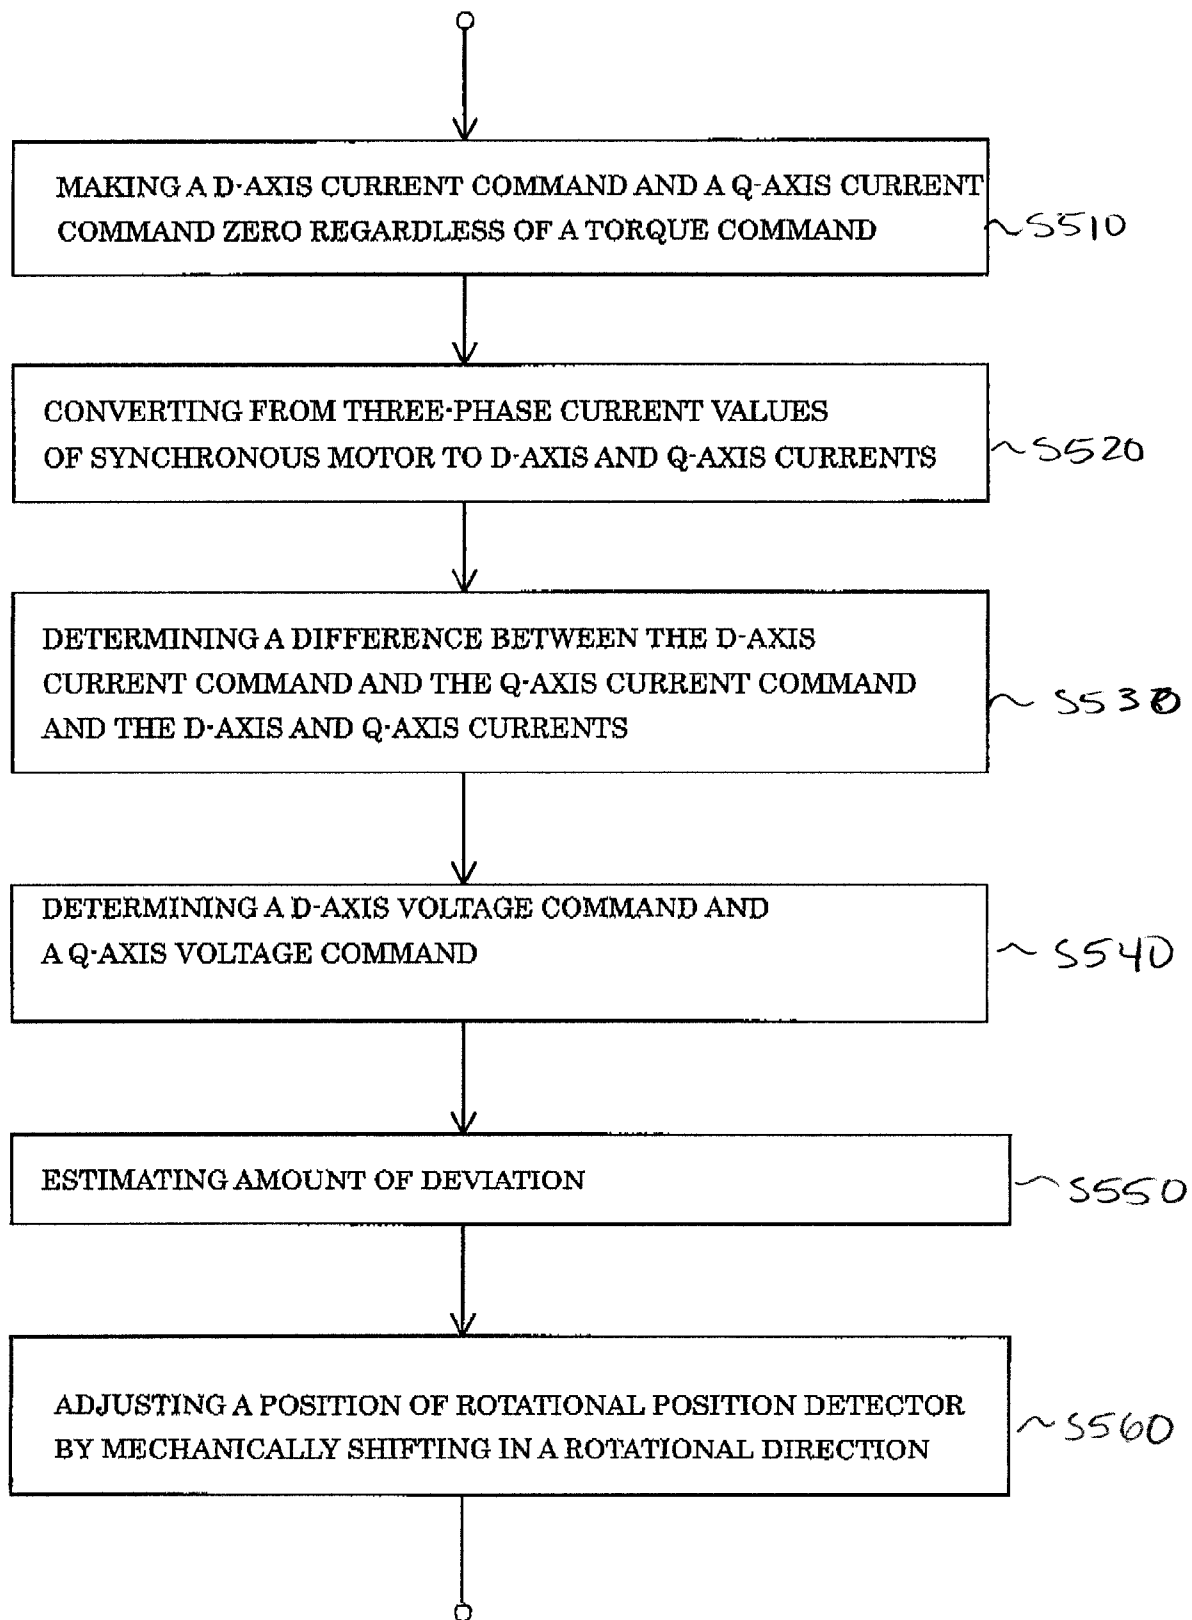 MAKING A D-AXIS CURRENT COMMAND AND A Q-AXIS CURRENT
COMMAND ZERO REGARDLESS OF A TORQUE COMMAND
S510
CONVERTING FROM THREE-PHASE CURRENT VALUES
OF SYNCHRONOUS MOTOR TO D-AXIS AND Q-AXIS CURRENTS
S520
DETERMINING A DIFFERENCE BETWEEN THE D-AXIS
CURRENT COMMAND AND THE Q-AXIS CURRENT COMMAND
AND THE D-AXIS AND Q-AXIS CURRENTS
S530
DETERMINING A D-AXIS VOLTAGE COMMAND AND
A Q-AXIS VOLTAGE COMMAND
S540
ESTIMATING AMOUNT OF DEVIATION
S550
ADJUSTING A POSITION OF ROTATIONAL POSITION DETECTOR
BY MECHANICALLY SHIFTING IN A ROTATIONAL DIRECTION
S560